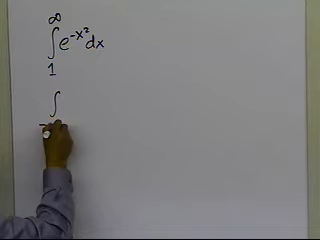 ∫₁^∞ e^{-x²} dx
∫